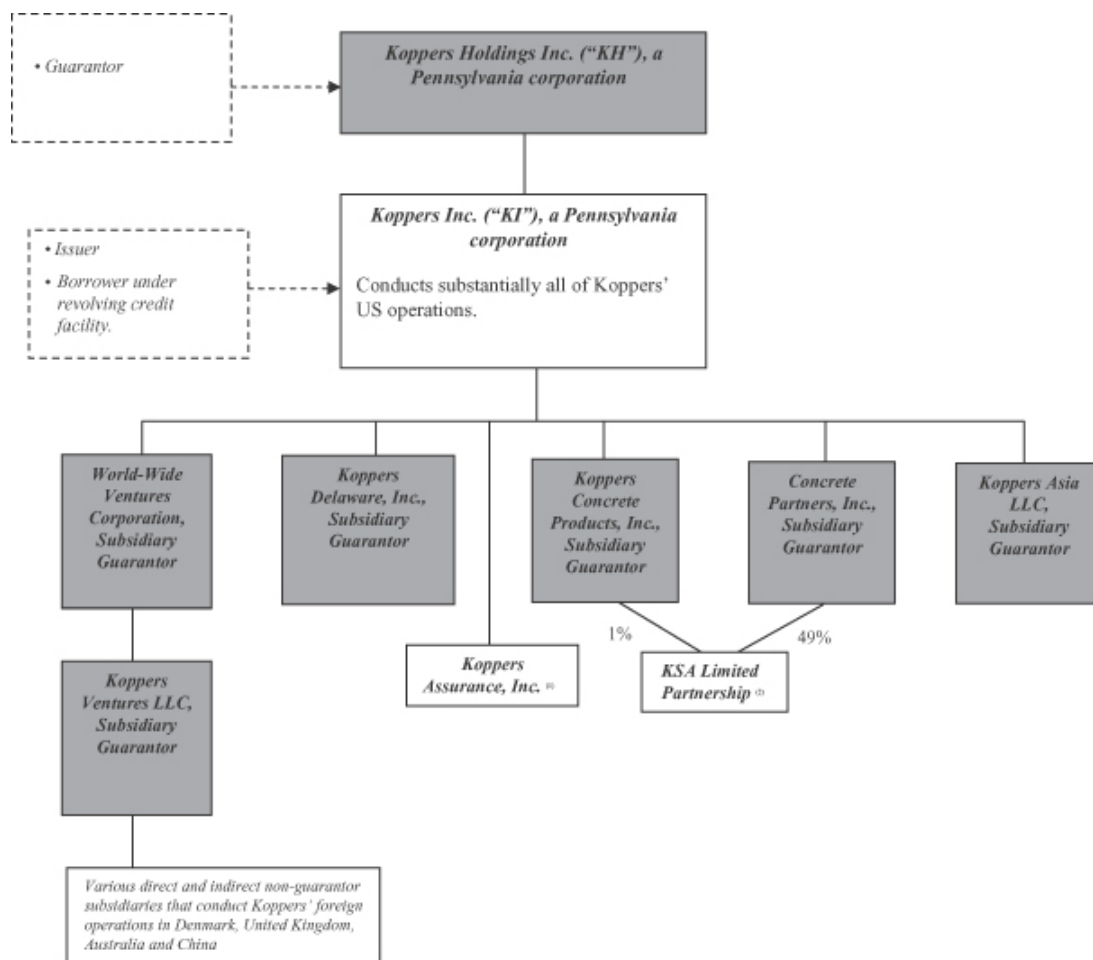 • Guarantor
Koppers Holdings Inc. (“KH”), a
Pennsylvania corporation
Koppers Inc. (“KI”), a Pennsylvania
corporation
Conducts substantially all of Koppers’
US operations.
• Issuer
• Borrower under
revolving credit
facility.
World-Wide
Ventures
Corporation,
Subsidiary
Guarantor
Koppers
Delaware, Inc.,
Subsidiary
Guarantor
Koppers
Concrete
Products, Inc.,
Subsidiary
Guarantor
Concrete
Partners, Inc.,
Subsidiary
Guarantor
Koppers Asia
LLC,
Subsidiary
Guarantor
1%
49%
Koppers
Assurance, Inc.
KSA Limited
Partnership (2)
Koppers
Ventures LLC,
Subsidiary
Guarantor
Various direct and indirect non-guarantor
subsidiaries that conduct Koppers’ foreign
operations in Denmark, United Kingdom,
Australia and China